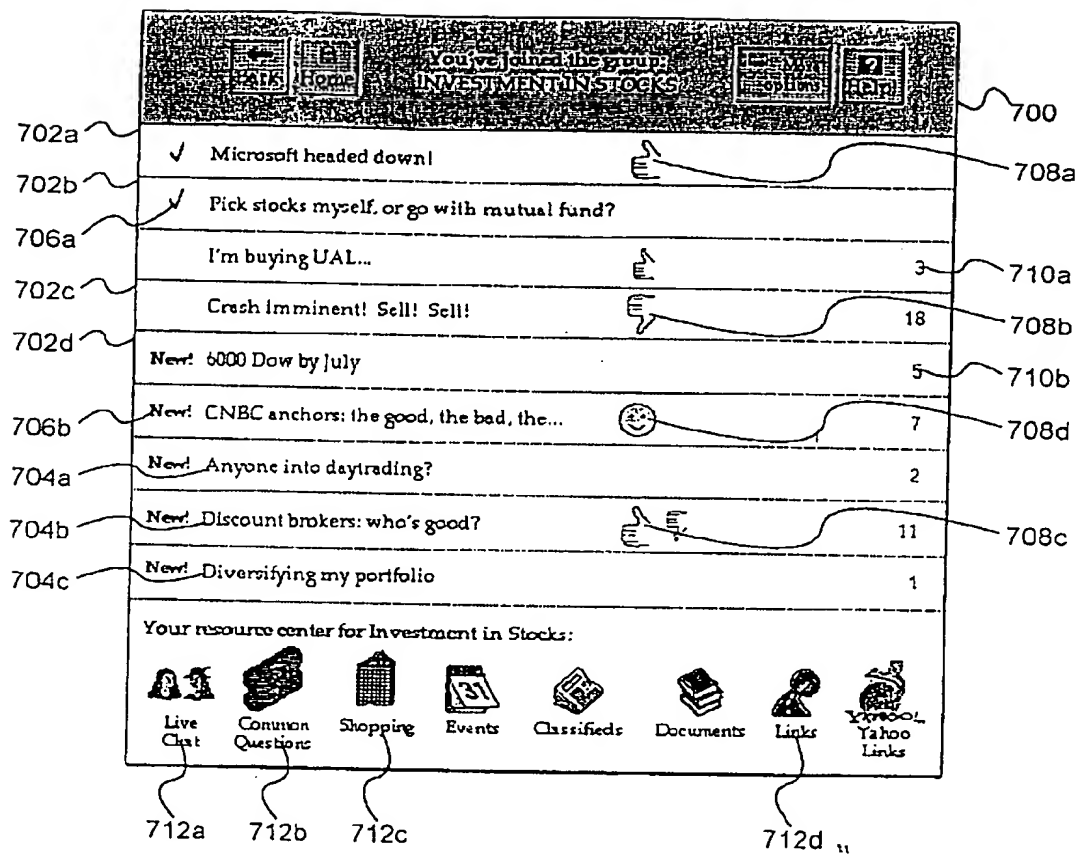 Back Home You've joined the group: More options ? Help
INVESTMENT IN STOCKS
700
702a
✓ Microsoft headed down! 708a
702b
✓ Pick stocks myself, or go with mutual fund?
706a
I'm buying UAL... 3 710a
702c
Crash Imminent! Sell! Sell! 18 708b
702d
New! 6000 Dow by July 5 710b
706b New! CNBC anchors: the good, the bad, the... 7 708d
704a New! Anyone into daytrading? 2
704b New! Discount brokers: who's good? 11 708c
704c New! Diversifying my portfolio 1
Your resource center for Investment in Stocks:
31
YAHOO!
Live Chat Common Questions Shopping Events Classifieds Documents Links Yahoo Links
712a 712b 712c 712d